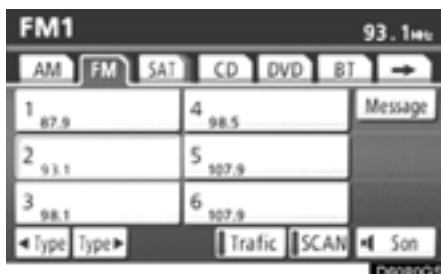 FM1 93.1MHz
AM FM SAT CD DVD BT
1 87.9 4 98.5 Message
2 93.1 5 107.9
3 98.1 6 107.9
Type Type Trafic SCAN Son